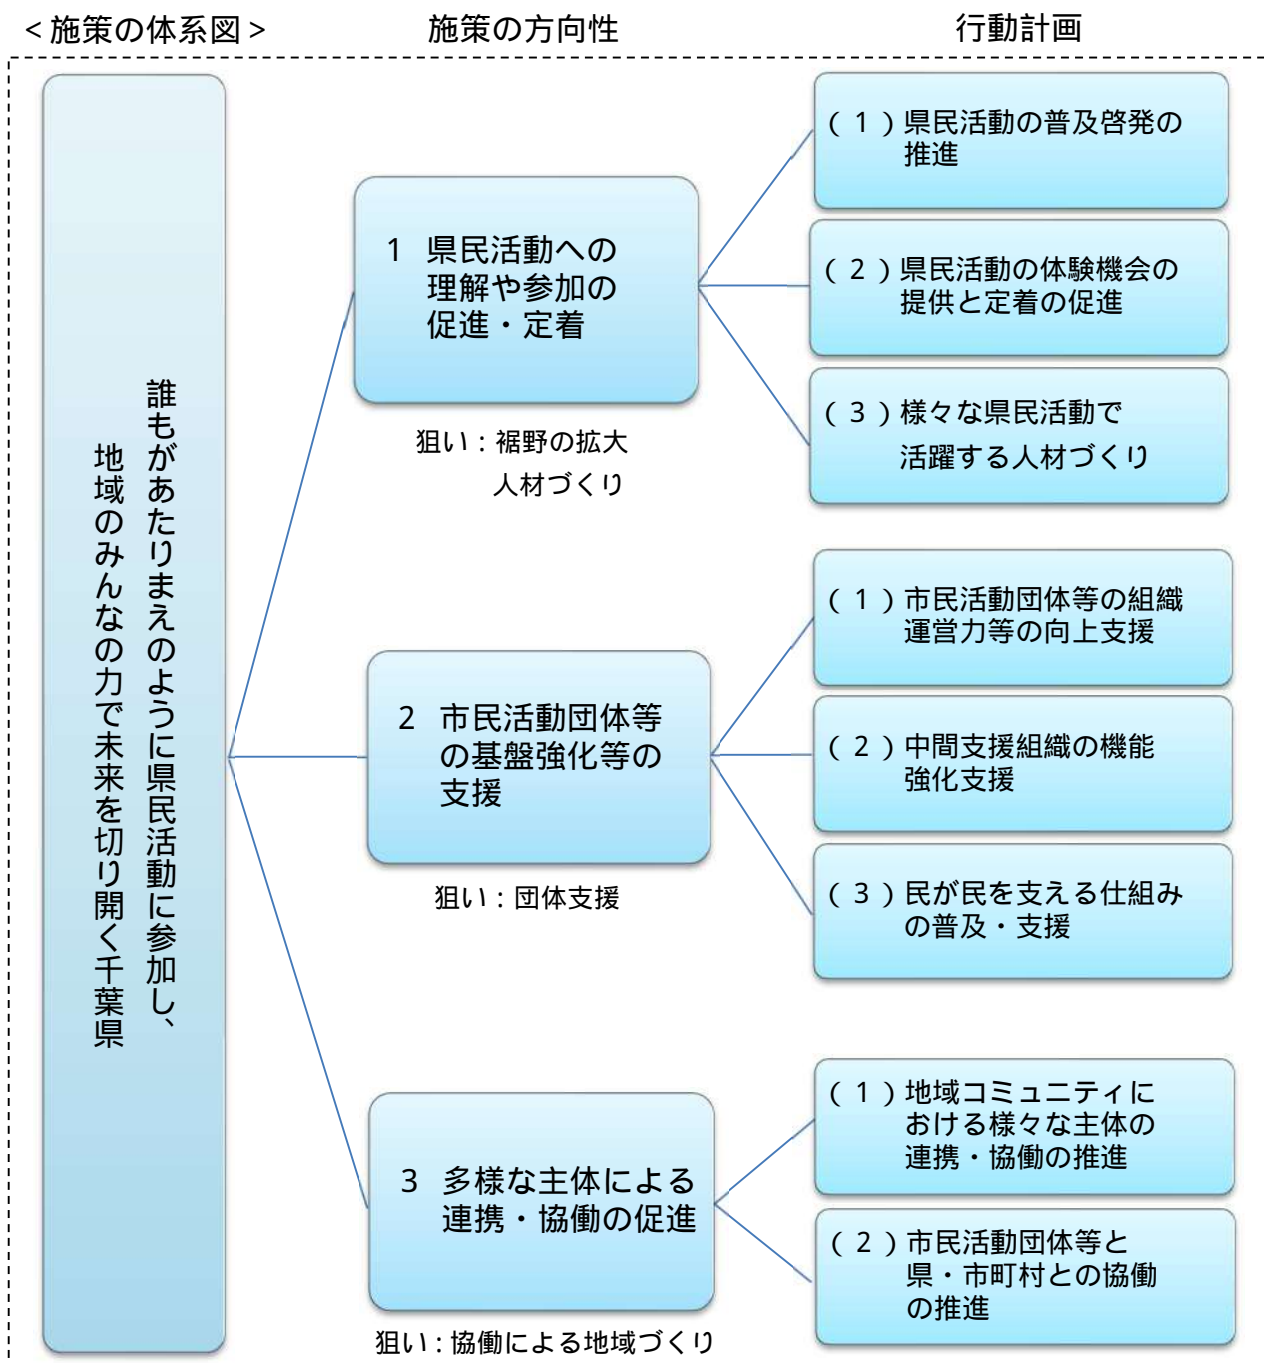 ＜施策の体系図＞
施策の方向性
行動計画
誰もがあたりまえのように県民活動に参加し、
地域のみんなの力で未来を切り開く千葉県
1 県民活動への
理解や参加の
促進・定着
狙い：裾野の拡大
人材づくり
（1）県民活動の普及啓発の
推進
（2）県民活動の体験機会の
提供と定着の促進
（3）様々な県民活動で
活躍する人材づくり
2 市民活動団体等
の基盤強化等の
支援
狙い：団体支援
（1）市民活動団体等の組織
運営力等の向上支援
（2）中間支援組織の機能
強化支援
（3）民が民を支える仕組み
の普及・支援
3 多様な主体による
連携・協働の促進
狙い：協働による地域づくり
（1）地域コミュニティに
おける様々な主体の
連携・協働の推進
（2）市民活動団体等と
県・市町村との協働
の推進